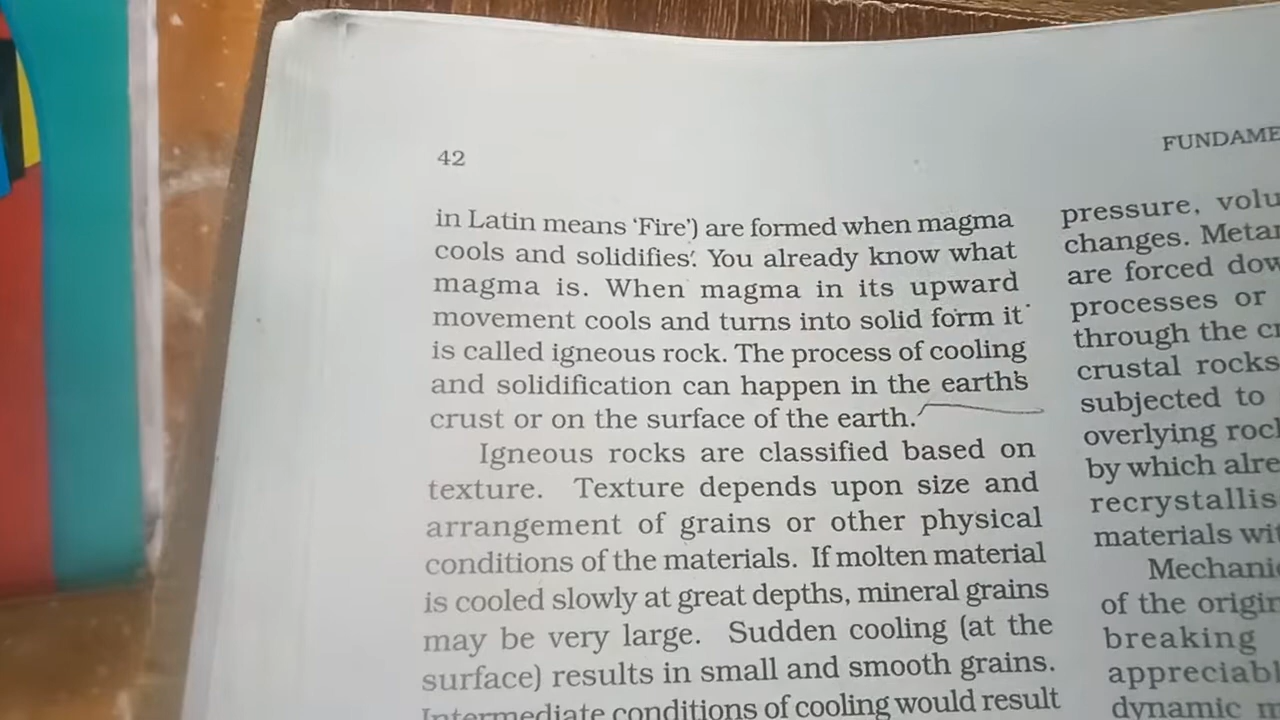 42
FUNDAME
in Latin means ‘Fire’) are formed when magma
cools and solidifies. You already know what
magma is. When magma in its upward
movement cools and turns into solid form it
is called igneous rock. The process of cooling
and solidification can happen in the earth's
crust or on the surface of the earth.
Igneous rocks are classified based on
texture. Texture depends upon size and
arrangement of grains or other physical
conditions of the materials. If molten material
is cooled slowly at great depths, mineral grains
may be very large. Sudden cooling (at the
surface) results in small and smooth grains.
Intermediate conditions of cooling would result
pressure, volu
changes. Metar
are forced dow
processes or
through the cr
crustal rocks
subjected to
overlying rocl
by which alre
recrystallis
materials wit
Mechanic
of the origin
breaking
appreciabl
dynamic m